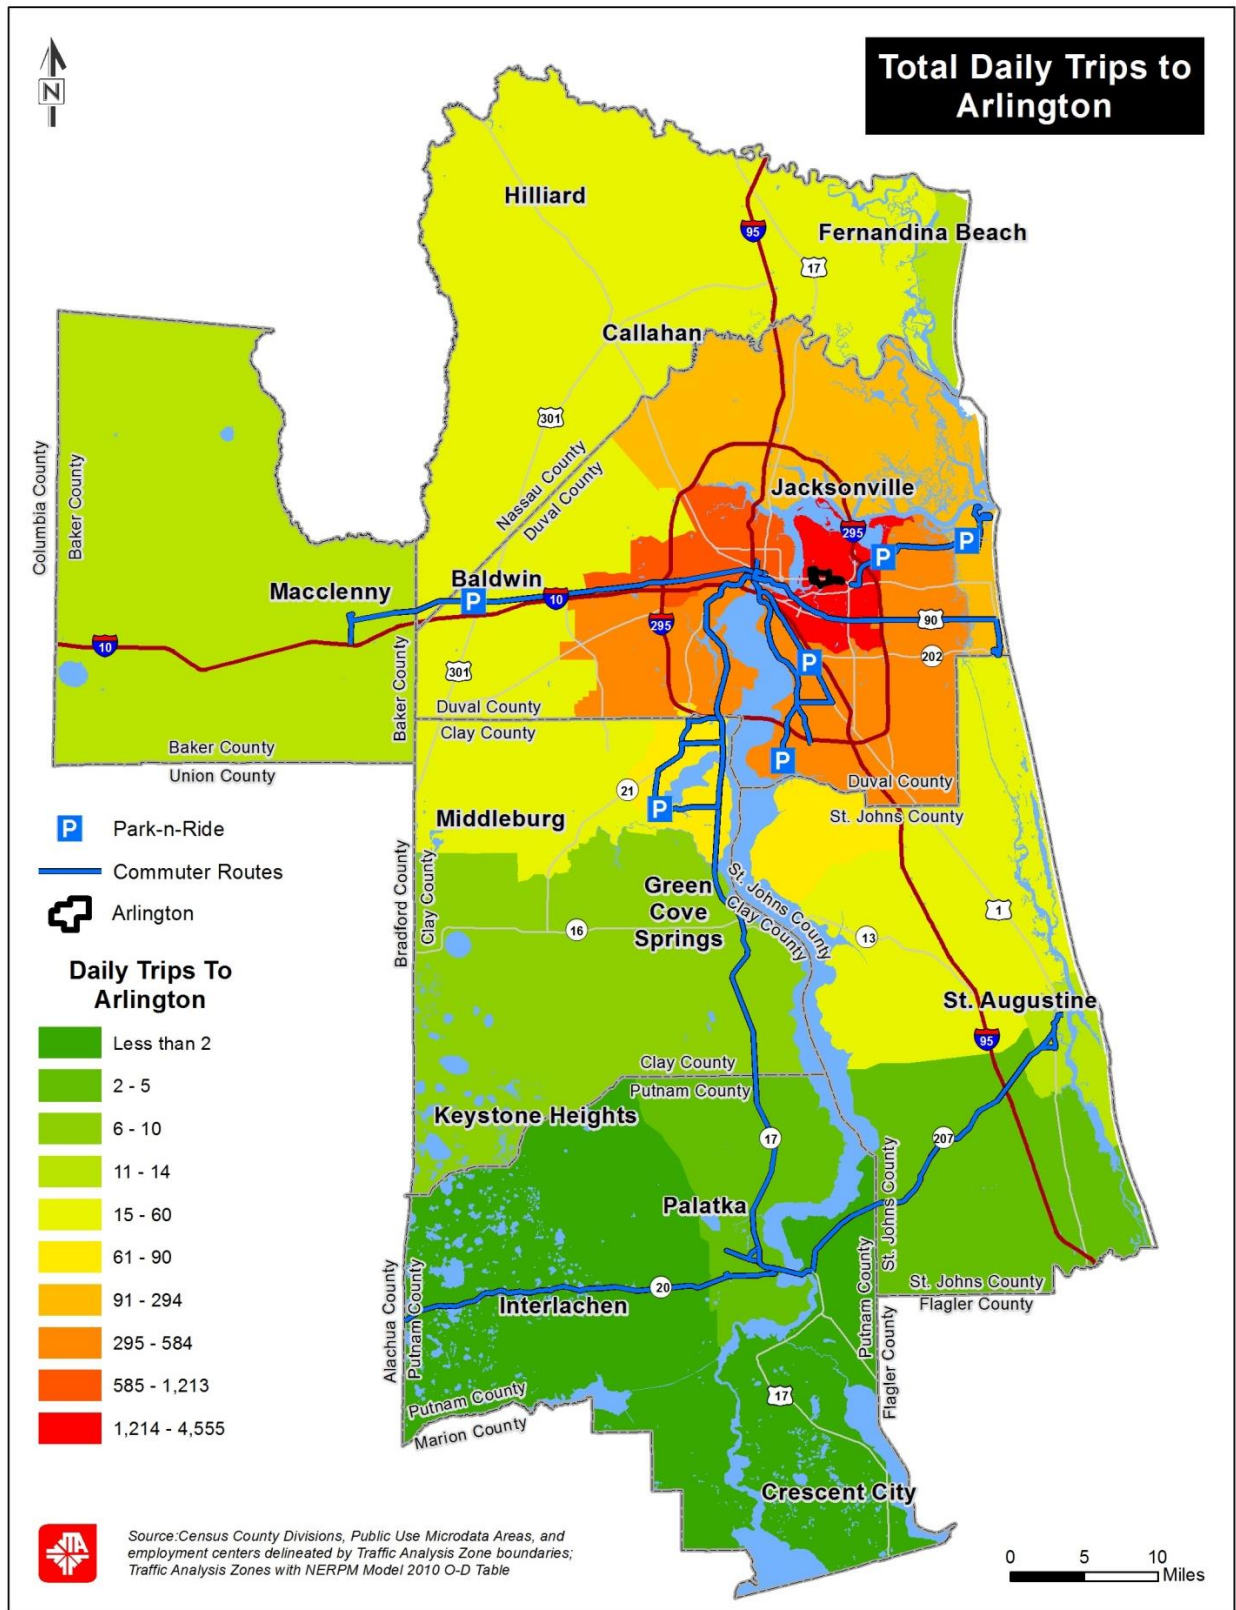 Total Daily Trips to
Arlington
N
Hilliard
95
Fernandina Beach
17
Callahan
301
Columbia County
Baker County
Nassau County
Duval County
Jacksonville
295
P
P
Macclenny
Baldwin
P
10
10
295
90
202
P
301
Baker County
Duval County
Clay County
Baker County
Union County
P
21
P
Duval County
St. Johns County
Middleburg
P
Park-n-Ride
Commuter Routes
Arlington
Bradford County
Clay County
Green
Cove
Springs
St. Johns County
Clay County
16
13
1
St. Augustine
95
Daily Trips To
Arlington
Less than 2
2 - 5
6 - 10
11 - 14
15 - 60
61 - 90
91 - 294
295 - 584
585 - 1,213
1,214 - 4,555
Clay County
Putnam County
Keystone Heights
17
207
Palatka
St. Johns County
Putnam County
20
Interlachen
St. Johns County
Flagler County
Alachua County
Putnam County
Flagler County
17
Putnam County
Marion County
Crescent City
JTA
Source:Census County Divisions, Public Use Microdata Areas, and
employment centers delineated by Traffic Analysis Zone boundaries;
Traffic Analysis Zones with NERPM Model 2010 O-D Table
0 5 10
Miles